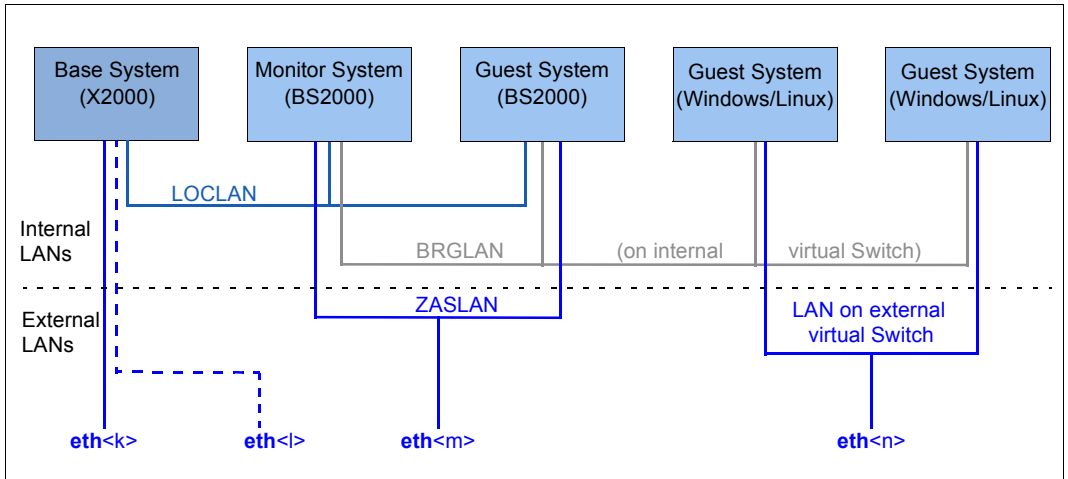 Base System
(X2000)
Monitor System
(BS2000)
Guest System
(BS2000)
Guest System
(Windows/Linux)
Guest System
(Windows/Linux)
LOCLAN
Internal
LANs
BRGLAN (on internal virtual Switch)
External
LANs
ZASLAN
LAN on external
virtual Switch
eth<k> eth<l> eth<m> eth<n>